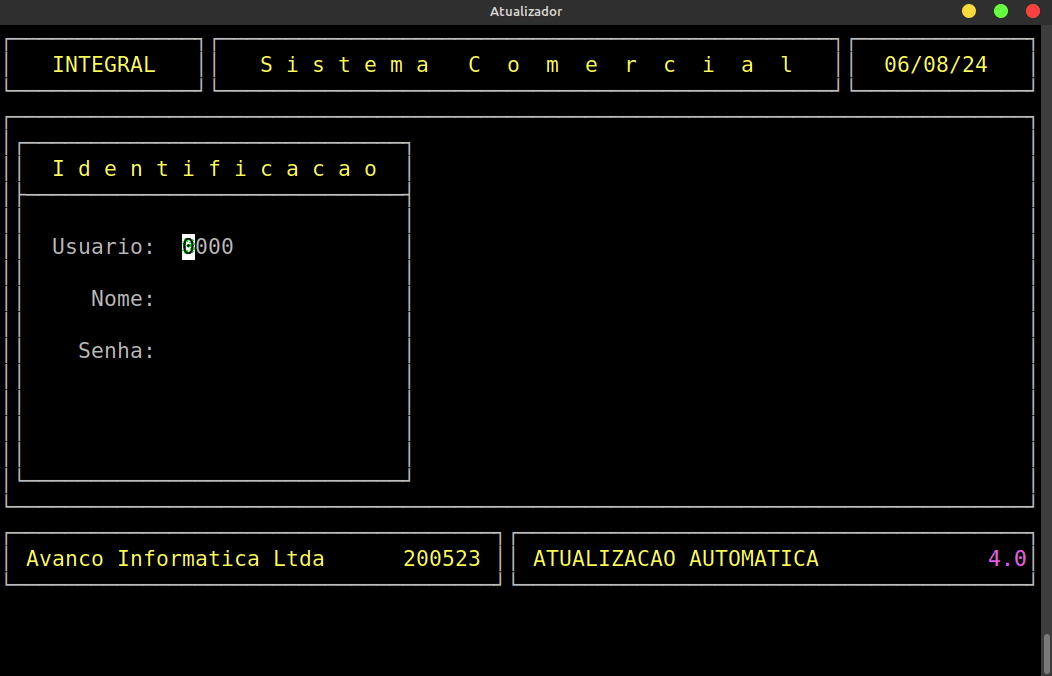 Atualizador
INTEGRAL S i s t e m a C o m e r c i a l 06/08/24
I d e n t i f i c a c a o
Usuario: 0000
Nome:
Senha:
Avanco Informatica Ltda 200523 ATUALIZACAO AUTOMATICA 4.0